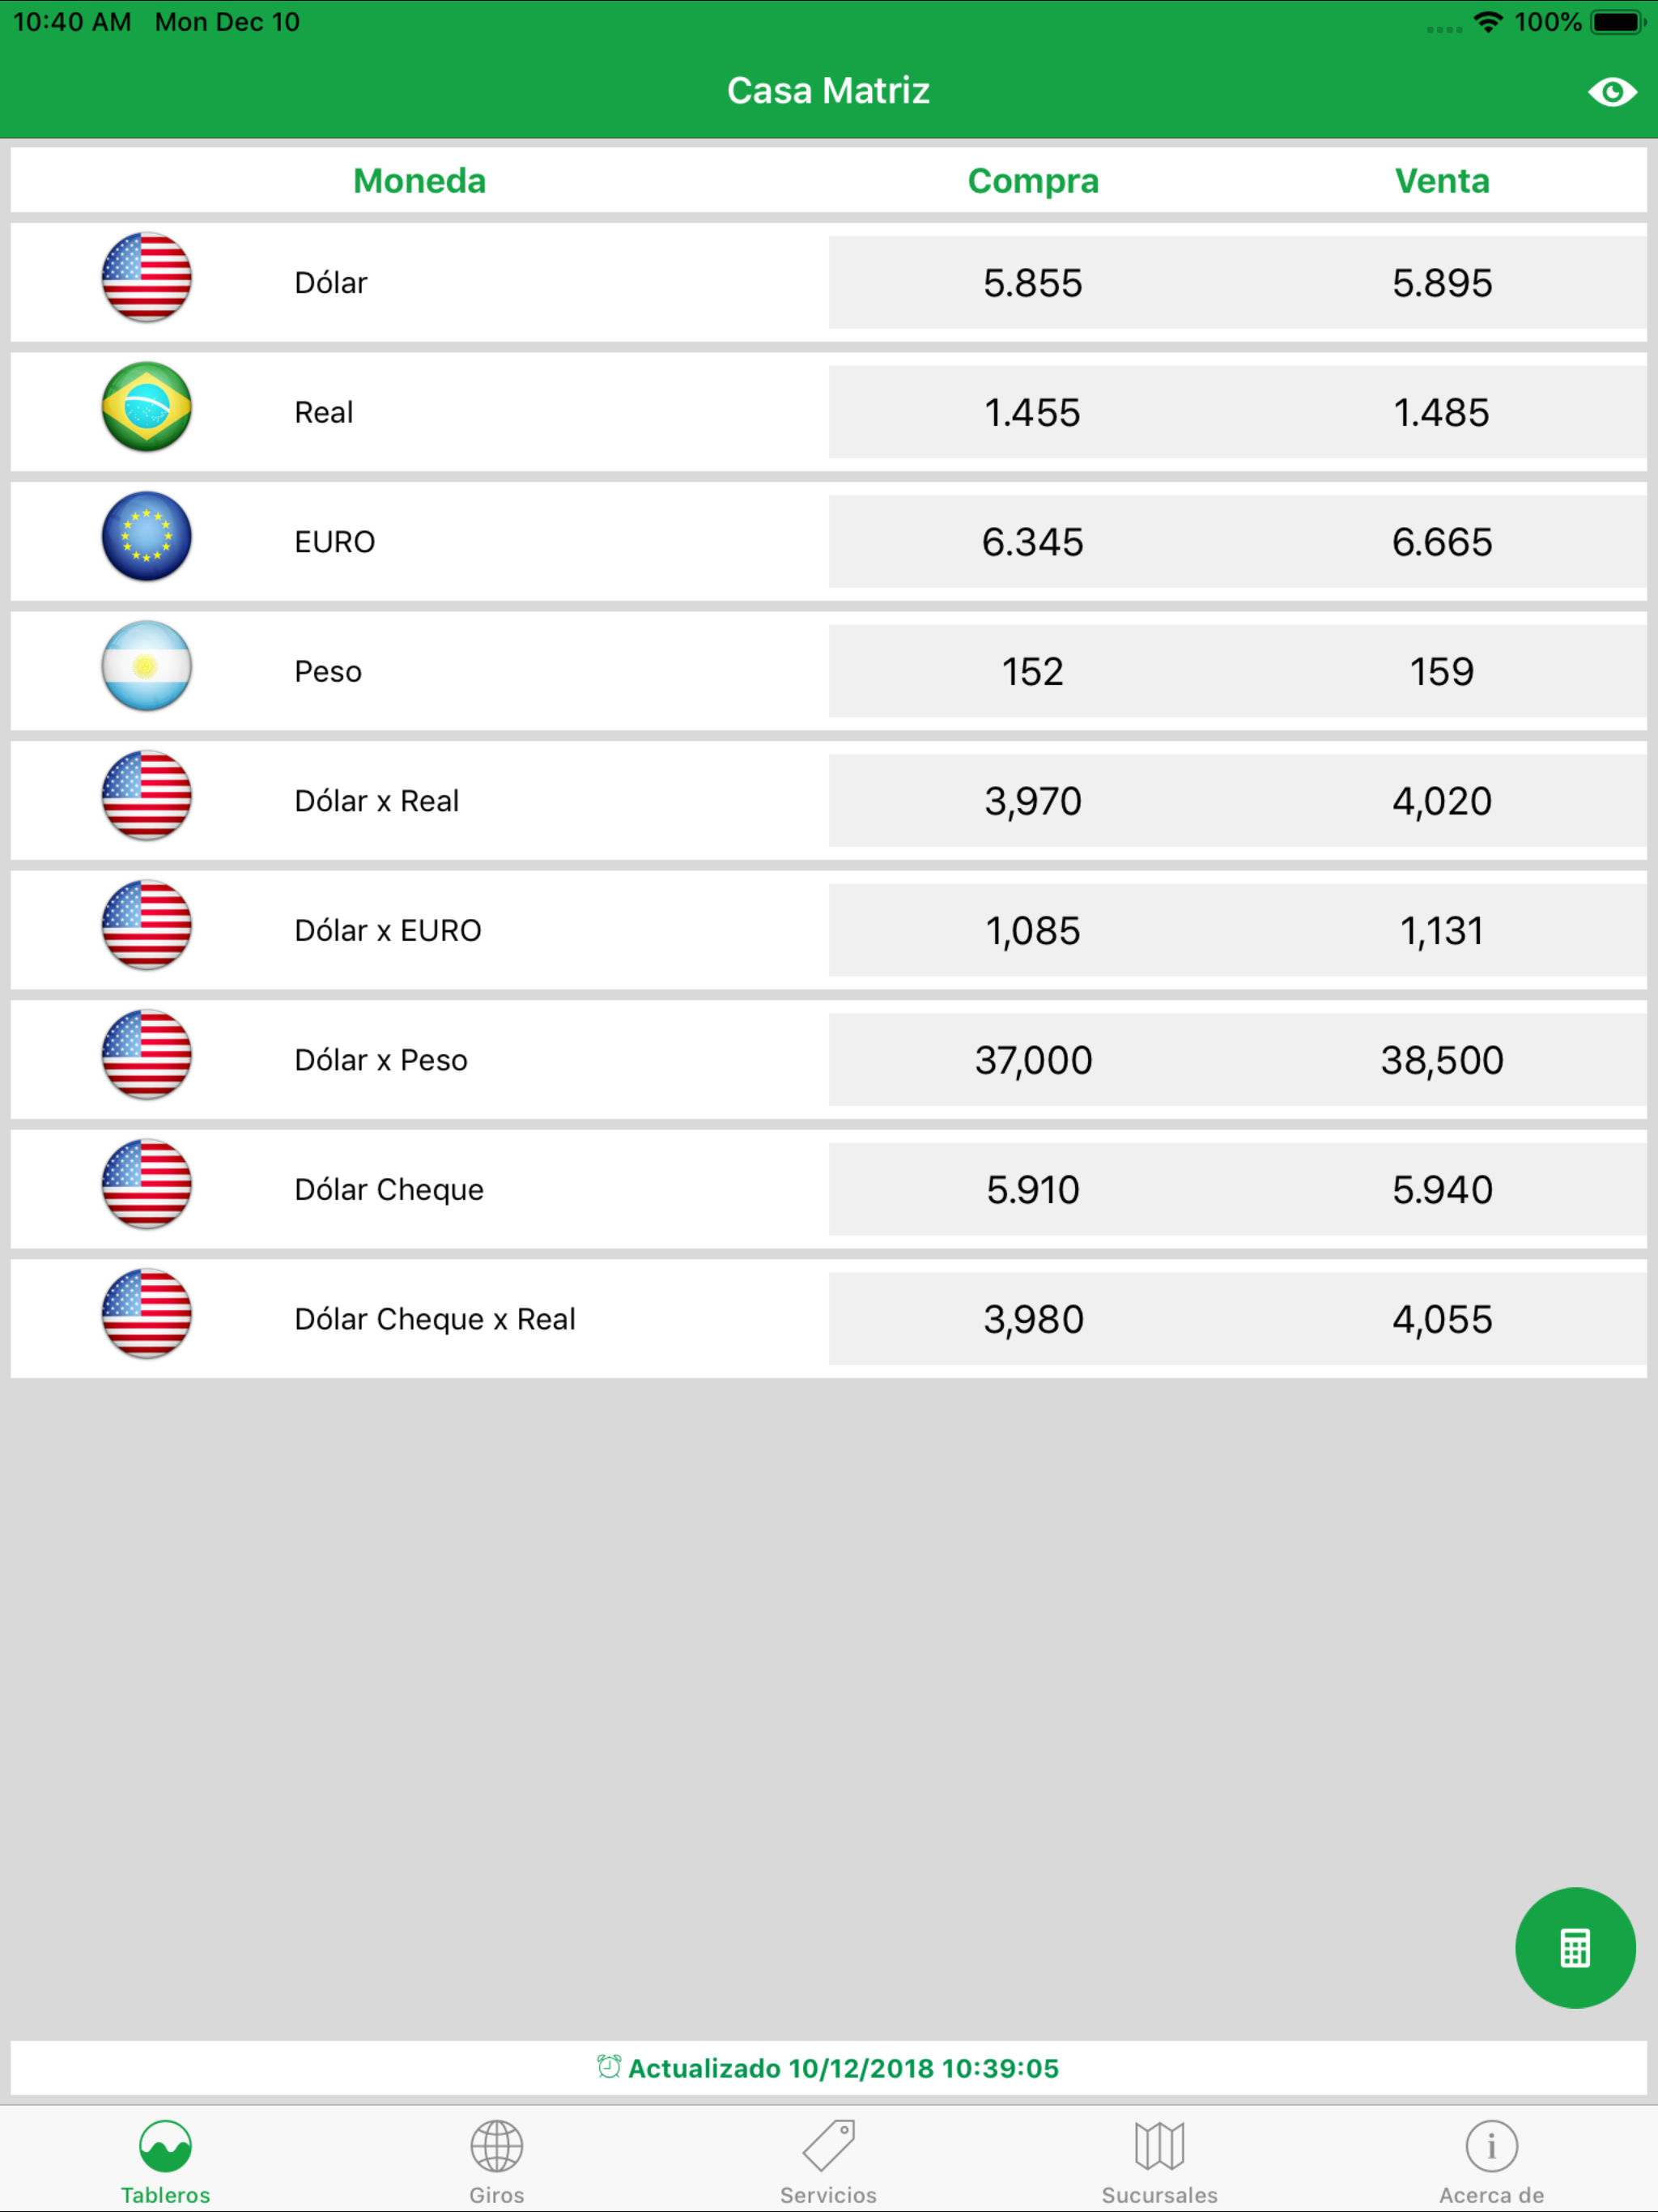 10:40 AM Mon Dec 10 100%
Casa Matriz
Moneda Compra Venta
Dólar 5.855 5.895
Real 1.455 1.485
EURO 6.345 6.665
Peso 152 159
Dólar x Real 3,970 4,020
Dólar x EURO 1,085 1,131
Dólar x Peso 37,000 38,500
Dólar Cheque 5.910 5.940
Dólar Cheque x Real 3,980 4,055
Actualizado 10/12/2018 10:39:05
Tableros Giros Servicios Sucursales Acerca de